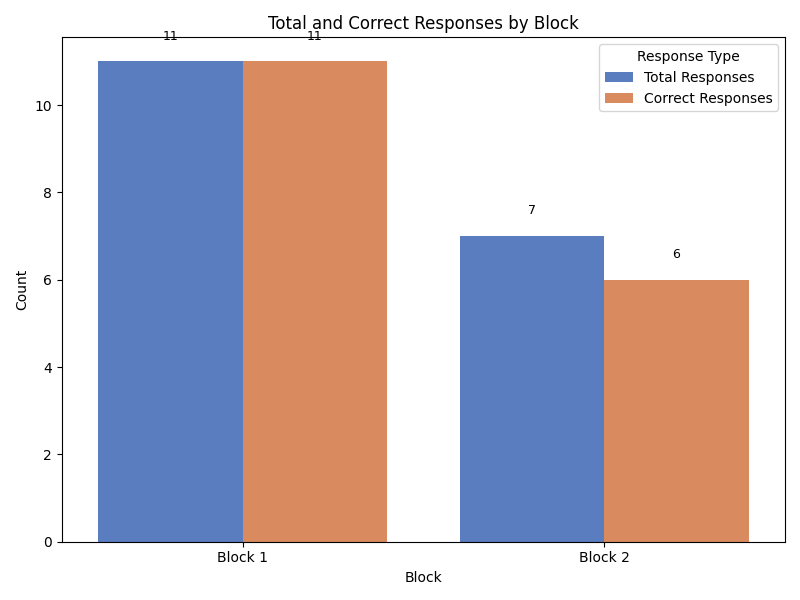 Total and Correct Responses by Block
11
11
Response Type
Total Responses
Correct Responses
7
6
10
8
6
4
2
0
Count
Block 1
Block 2
Block